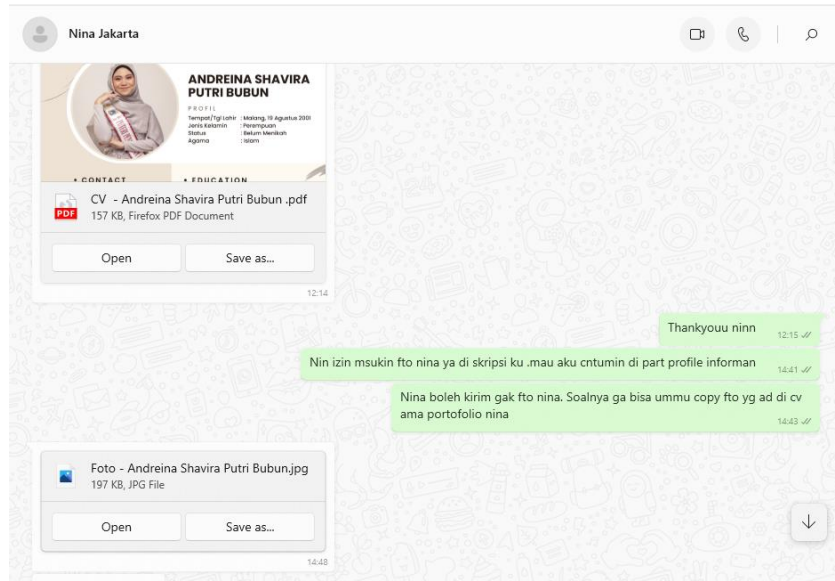 Nina Jakarta
ANDREINA SHAVIRA
PUTRI BUBUN
PROFIL
Tempat/Tgl Lahir : Malang, 19 Agustus 2001
Jenis Kelamin : Perempuan
Status : Belum Menikah
Agama : Islam
• CONTACT
• EDUCATION
PDF
CV - Andreina Shavira Putri Bubun .pdf
157 KB, Firefox PDF Document
Open
Save as...
12:14
Thankyouu ninn
12:15
Nin izin msukin fto nina ya di skripsi ku .mau aku cntumin di part profile informan
14:41
Nina boleh kirim gak fto nina. Soalnya ga bisa ummu copy fto yg ad di cv
ama portofolio nina
14:43
Foto - Andreina Shavira Putri Bubun.jpg
197 KB, JPG File
Open
Save as...
14:48